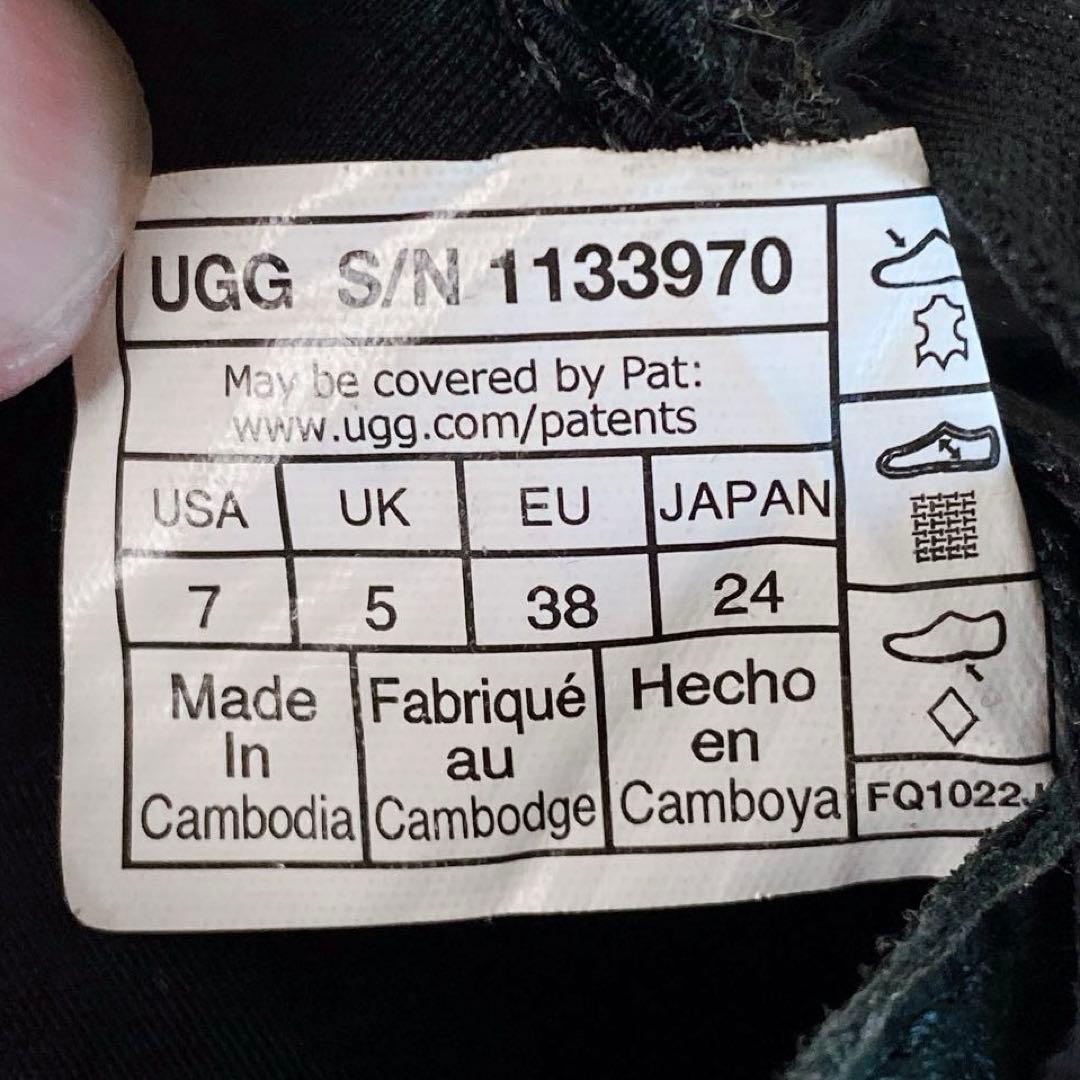 UGG S/N 1133970
May be covered by Pat:
www.ugg.com/patents
USA UK EU JAPAN
7 5 38 24
Made
In
Cambodia
Fabriqué
au
Cambodge
Hecho
en
Camboya
FQ1022J